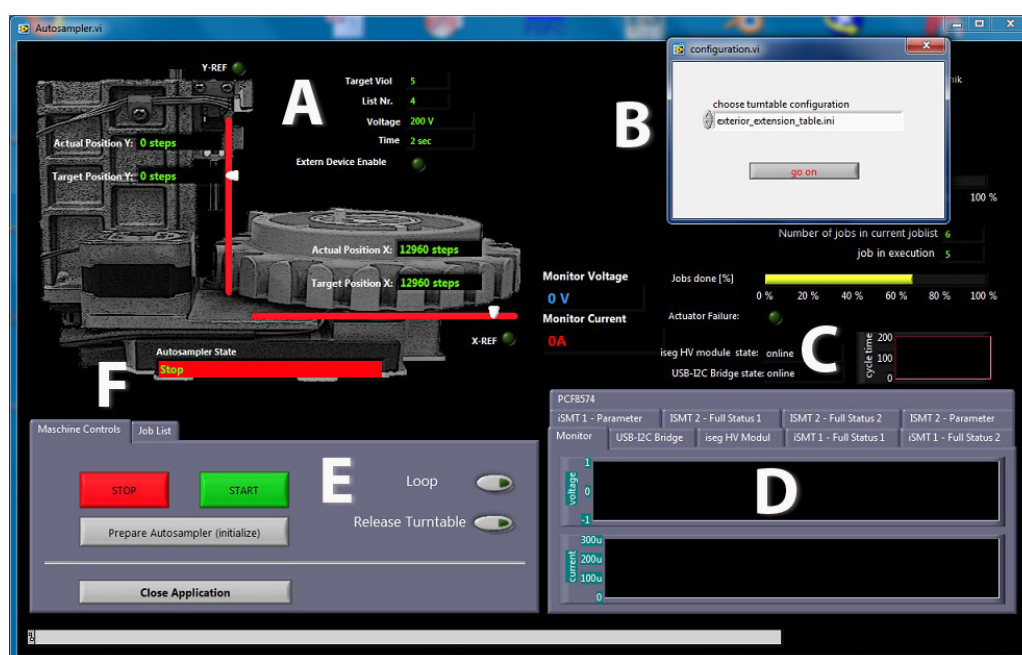 Autosampler.vi
configuration.vi
choose turntable configuration
exterior_extension_table.ini
go on
A
B
Y-REF
Target Viol 5
List Nr. 4
Voltage 200 V
Time 2 sec
Extern Device Enable
Actual Position Y: 0 steps
Target Position Y: 0 steps
100 %
Number of jobs in current joblist 6
job in execution 5
Actual Position X: 12960 steps
Target Position X: 12960 steps
Monitor Voltage
0 V
Monitor Current
0A
Jobs done [%]
0 % 20 % 40 % 60 % 80 % 100 %
Actuator Failure:
X-REF
iseg HV module state: online
USB-I2C Bridge state: online
C
cycle time
200
100
0
Autosampler State
Stop
F
Maschine Controls
Job List
E
STOP
START
Loop
Release Turntable
Prepare Autosampler (initialize)
Close Application
PCF8574
iSMT 1 - Parameter
ISMT 2 - Full Status 1
ISMT 2 - Full Status 2
ISMT 2 - Parameter
Monitor
USB-I2C Bridge
iseg HV Modul
iSMT 1 - Full Status 1
iSMT 1 - Full Status 2
D
voltage
1
0
-1
current
300u
200u
100u
0